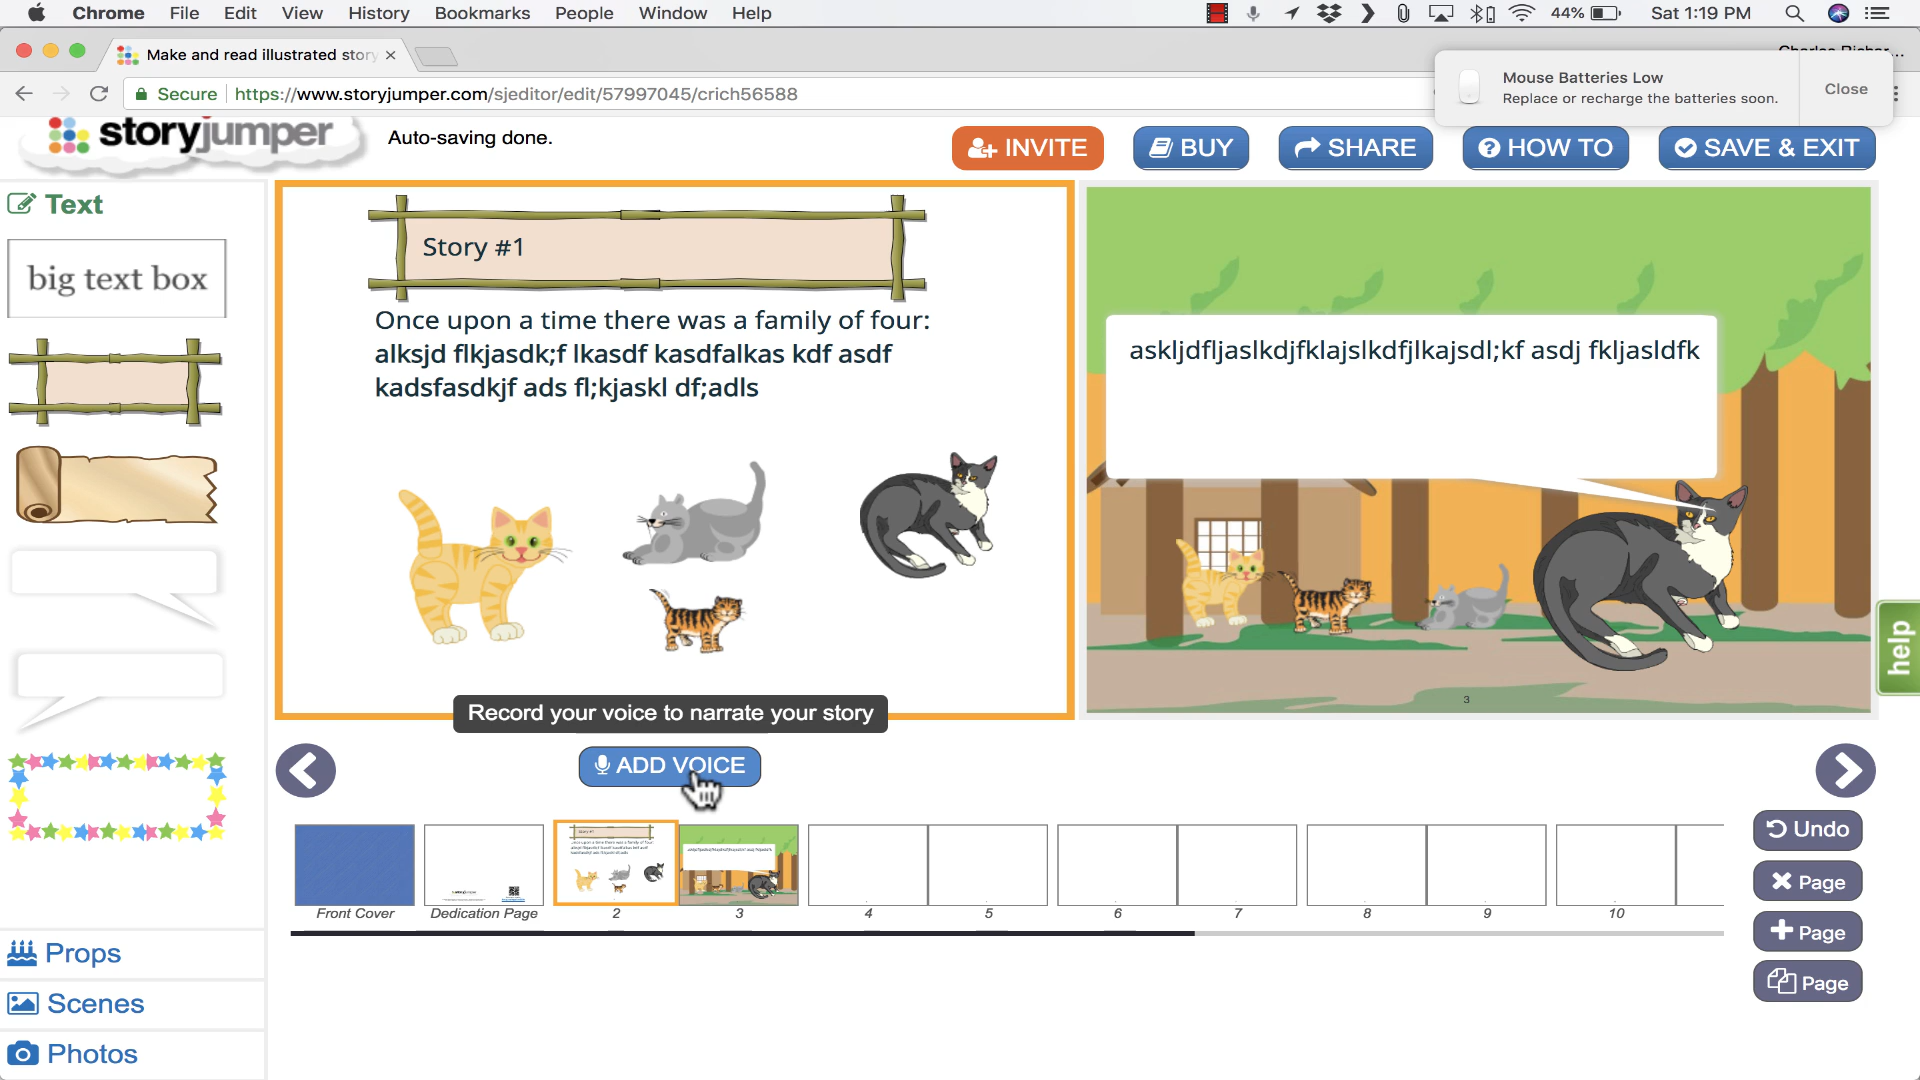 Chrome File Edit View History Bookmarks People Window Help
44% Sat 1:19 PM
Make and read illustrated story
Mouse Batteries Low
Replace or recharge the batteries soon.
Close
Secure https://www.storyjumper.com/sjeditor/edit/57997045/crich56588
storyjumper
Auto-saving done.
INVITE
BUY
SHARE
HOW TO
SAVE & EXIT
Text
big text box
Story #1
Once upon a time there was a family of four:
alksjd flkjasdk;f lkasdf kasdfalkas kdf asdf
kadsfasdkjf ads fl;kjaskl df;adls
askljdfljaslkdjfklajslkdfjlkajsdl;kf asdj fkljasldfk
3
help
Record your voice to narrate your story
ADD VOICE
Undo
Page
Page
Page
Front Cover
Dedication Page
2
3
4
5
6
7
8
9
10
Props
Scenes
Photos